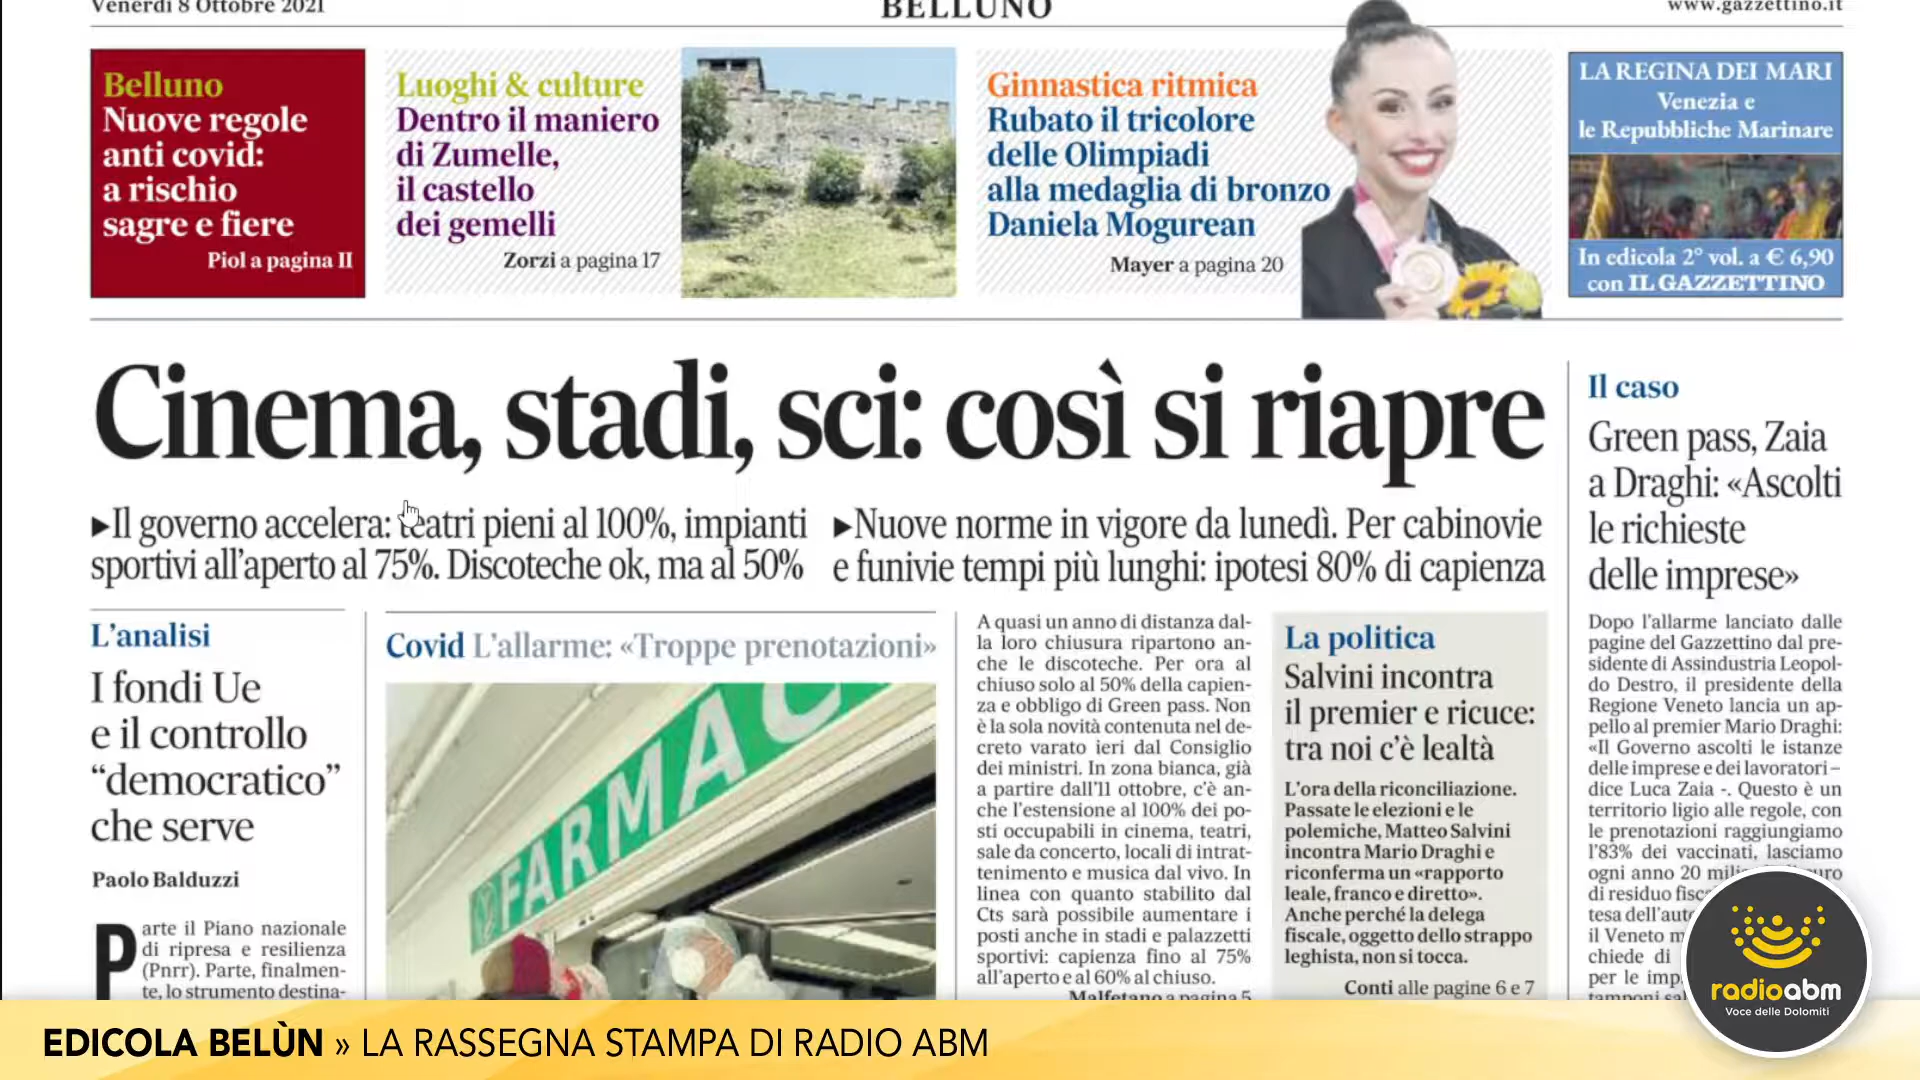 Venerdì 8 Ottobre 2021
BELLUNO
www.gazzettino.it
Belluno
Nuove regole
anti covid:
a rischio
sagre e fiere
Piol a pagina II
Luoghi & culture
Dentro il maniero
di Zumelle,
il castello
dei gemelli
Zorzi a pagina 17
Ginnastica ritmica
Rubato il tricolore
delle Olimpiadi
alla medaglia di bronzo
Daniela Mogurean
Mayer a pagina 20
LA REGINA DEI MARI
Venezia e
le Repubbliche Marinare
In edicola 2° vol. a € 6,90
con IL GAZZETTINO
Cinema, stadi, sci: così si riapre
▸Il governo accelera: teatri pieni al 100%, impianti
sportivi all'aperto al 75%. Discoteche ok, ma al 50%
▸Nuove norme in vigore da lunedì. Per cabinovie
e funivie tempi più lunghi: ipotesi 80% di capienza
L'analisi
I fondi Ue
e il controllo
“democratico”
che serve
Paolo Balduzzi
Parte il Piano nazionale
di ripresa e resilienza
(Pnrr). Parte, finalmen-
te, lo strumento destina-
Covid L'allarme: «Troppe prenotazioni»
FARMAC
A quasi un anno di distanza dal-
la loro chiusura ripartono an-
che le discoteche. Per ora al
chiuso solo al 50% della capien-
za e obbligo di Green pass. Non
è la sola novità contenuta nel de-
creto varato ieri dal Consiglio
dei ministri. In zona bianca, già
a partire dall'11 ottobre, c'è an-
che l'estensione al 100% dei po-
sti occupabili in cinema, teatri,
sale da concerto, locali di intrat-
tenimento e musica dal vivo. In
linea con quanto stabilito dal
Cts sarà possibile aumentare i
posti anche in stadi e palazzetti
sportivi: capienza fino al 75%
all'aperto e al 60% al chiuso.
Malfetano a pagina 5
La politica
Salvini incontra
il premier e ricuce:
tra noi c'è lealtà
L'ora della riconciliazione.
Passate le elezioni e le
polemiche, Matteo Salvini
incontra Mario Draghi e
riconferma un «rapporto
leale, franco e diretto».
Anche perché la delega
fiscale, oggetto dello strappo
leghista, non si tocca.
Conti alle pagine 6 e 7
Il caso
Green pass, Zaia
a Draghi: «Ascolti
le richieste
delle imprese»
Dopo l'allarme lanciato dalle
pagine del Gazzettino dal pre-
sidente di Assindustria Leopol-
do Destro, il presidente della
Regione Veneto lancia un ap-
pello al premier Mario Draghi:
«Il Governo ascolti le istanze
delle imprese e dei lavoratori –
dice Luca Zaia -. Questo è un
territorio ligio alle regole, con
le prenotazioni raggiungiamo
l'83% dei vaccinati, lasciamo
ogni anno 20
di residuo
tesa
il Veneto
chiede di
per le
tamponi
radioabm
Voce delle Dolomiti
EDICOLA BELÙN » LA RASSEGNA STAMPA DI RADIO ABM